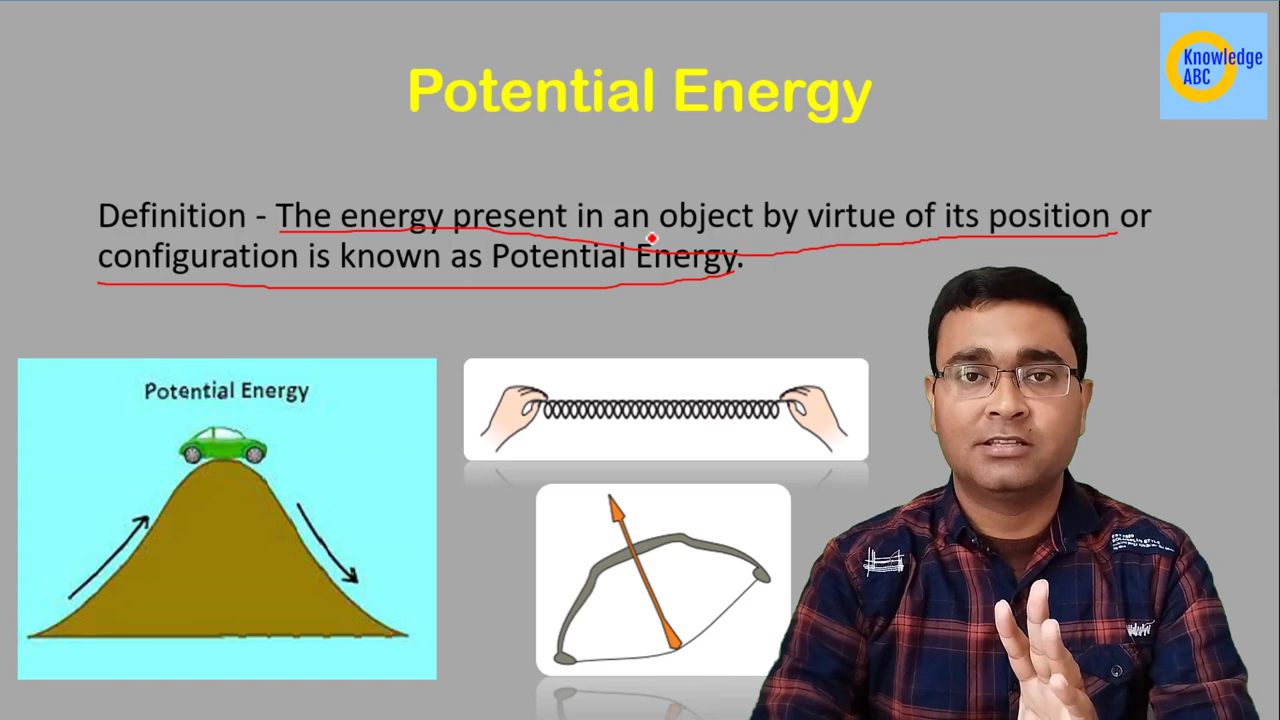 Potential Energy
Knowledge
ABC
Definition - The energy present in an object by virtue of its position or
configuration is known as Potential Energy.
Potential Energy